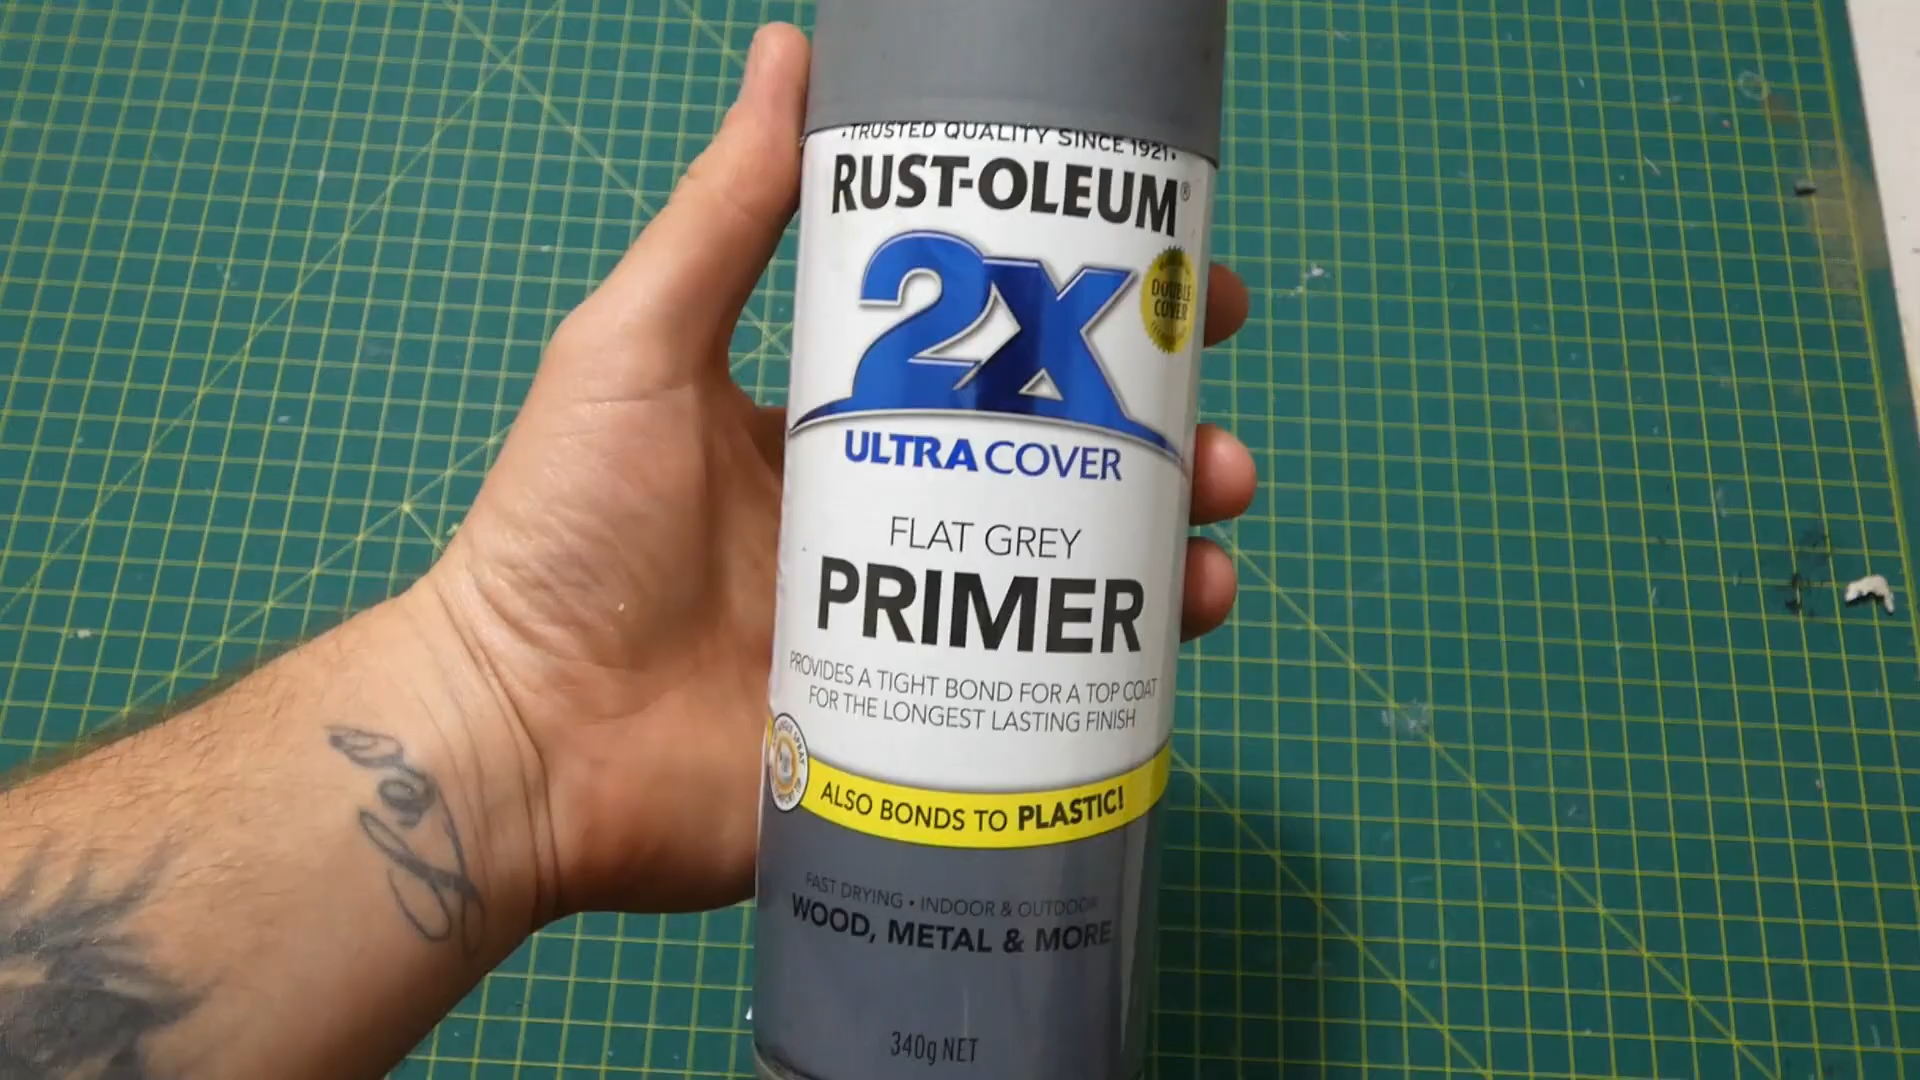 •TRUSTED QUALITY SINCE 1921•
RUST-OLEUM®
2X
DOUBLE
COVER
ULTRA COVER
FLAT GREY
PRIMER
PROVIDES A TIGHT BOND FOR A TOP COAT
FOR THE LONGEST LASTING FINISH
ALSO BONDS TO PLASTIC!
FAST DRYING • INDOOR & OUTDOOR
WOOD, METAL & MORE
340g NET